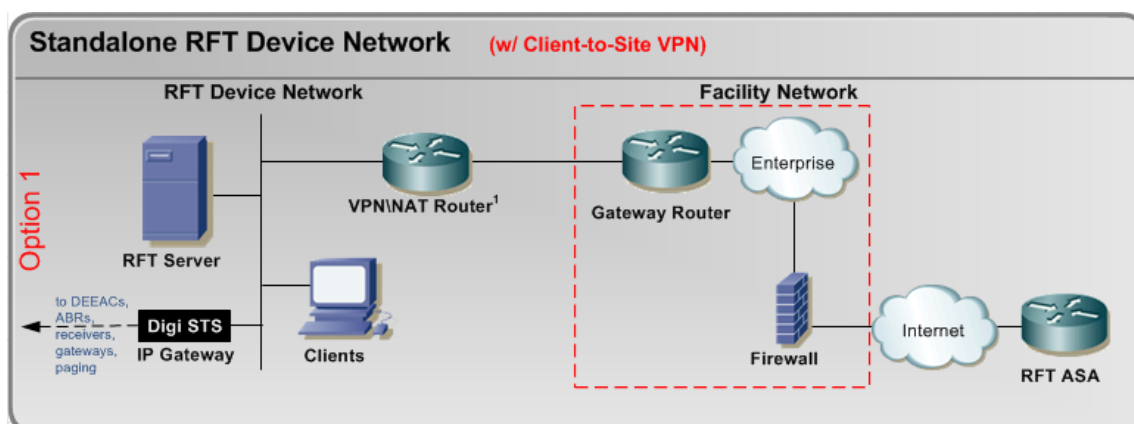 Standalone RFT Device Network (w/ Client-to-Site VPN)
RFT Device Network
Facility Network
Option 1
RFT Server
VPN\NAT Router1
Gateway Router
Enterprise
to DEEACs,
ABRs,
receivers,
gateways,
paging
Digi STS
IP Gateway
Clients
Firewall
Internet
RFT ASA